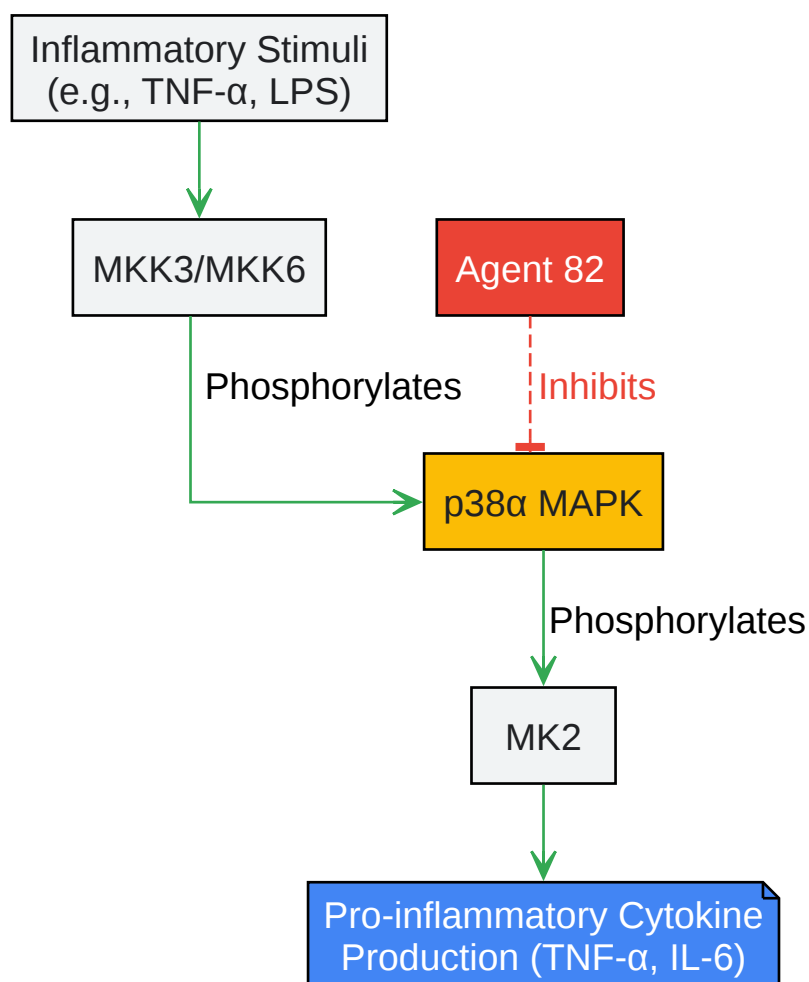 Inflammatory Stimuli
(e.g., TNF-α, LPS)
MKK3/MKK6
Agent 82
Phosphorylates
Inhibits
p38α MAPK
Phosphorylates
MK2
Pro-inflammatory Cytokine
Production (TNF-α, IL-6)